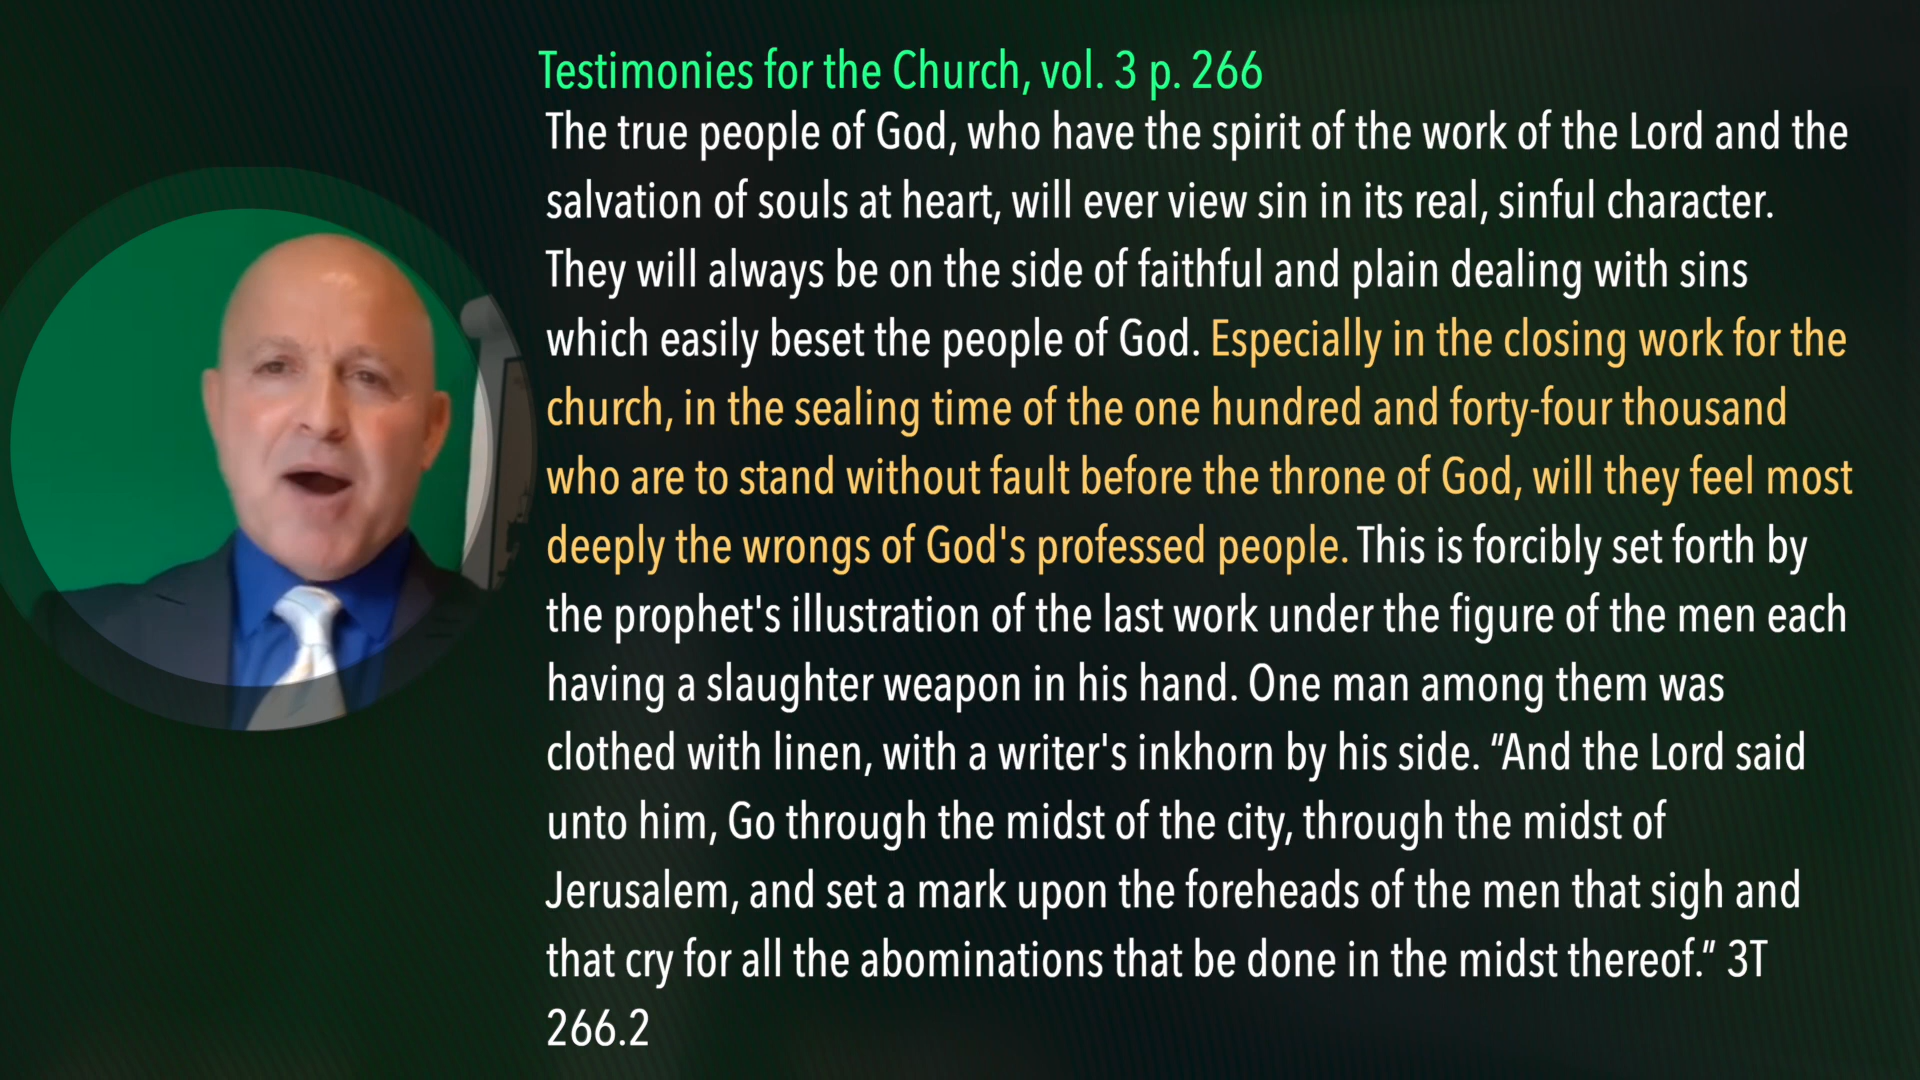 Testimonies for the Church, vol. 3 p. 266
The true people of God, who have the spirit of the work of the Lord and the
salvation of souls at heart, will ever view sin in its real, sinful character.
They will always be on the side of faithful and plain dealing with sins
which easily beset the people of God. Especially in the closing work for the
church, in the sealing time of the one hundred and forty-four thousand
who are to stand without fault before the throne of God, will they feel most
deeply the wrongs of God's professed people. This is forcibly set forth by
the prophet's illustration of the last work under the figure of the men each
having a slaughter weapon in his hand. One man among them was
clothed with linen, with a writer's inkhorn by his side. “And the Lord said
unto him, Go through the midst of the city, through the midst of
Jerusalem, and set a mark upon the foreheads of the men that sigh and
that cry for all the abominations that be done in the midst thereof.” 3T
266.2